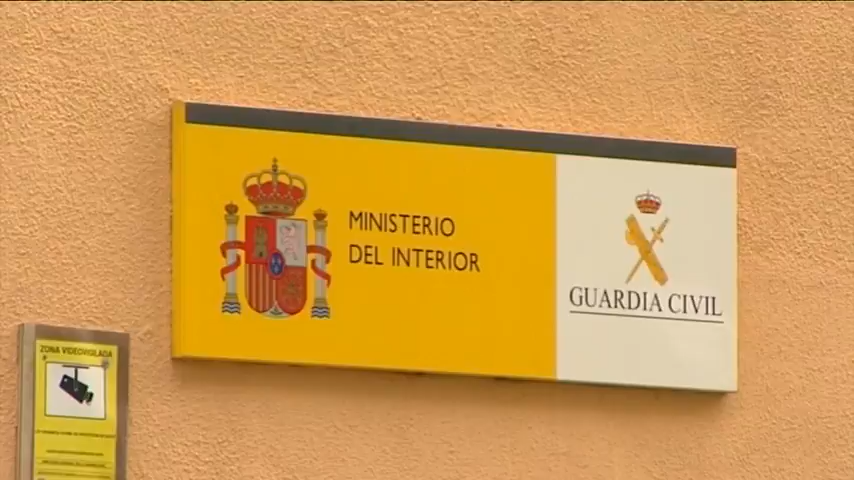 MINISTERIO
DEL INTERIOR
GUARDIA CIVIL
ZONA VIDEOVIGILADA